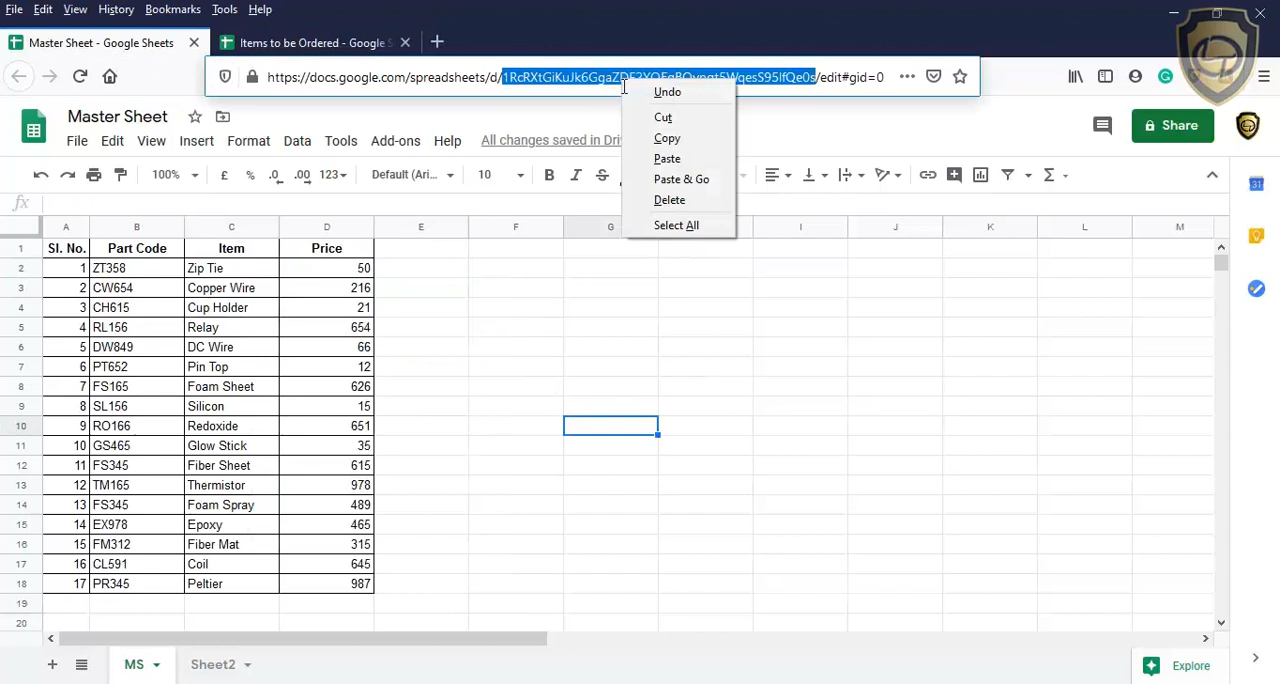 File Edit View History Bookmarks Tools Help
Master Sheet - Google Sheets Items to be Ordered - Google S
https://docs.google.com/spreadsheets/d/ /edit#gid=0
Undo
Cut
Copy
Paste
Paste & Go
Delete
Select All
Master Sheet
File Edit View Insert Format Data Tools Add-ons Help All changes saved in Dri
Share
100% £ % .0 .00 123 Default (Ari... 10 B I S
fx
A B C D E F G I J K L M
1 Sl. No. Part Code Item Price
2 1 ZT358 Zip Tie 50
3 2 CW654 Copper Wire 216
4 3 CH615 Cup Holder 21
5 4 RL156 Relay 654
6 5 DW849 DC Wire 66
7 6 PT652 Pin Top 12
8 7 FS165 Foam Sheet 626
9 8 SL156 Silicon 15
10 9 RO166 Redoxide 651
11 10 GS465 Glow Stick 35
12 11 FS345 Fiber Sheet 615
13 12 TM165 Thermistor 978
14 13 FS345 Foam Spray 489
15 14 EX978 Epoxy 465
16 15 FM312 Fiber Mat 315
17 16 CL591 Coil 645
18 17 PR345 Peltier 987
19
20
MS Sheet2 Explore